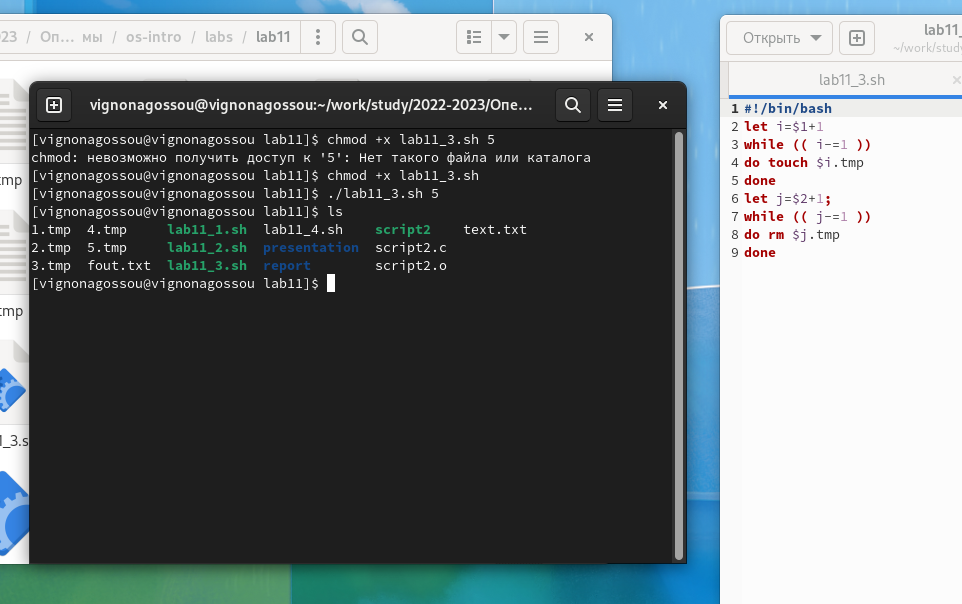 23 / Оп… мы / os-intro / labs / lab11
Открыть
lab11_
~/work/study
lab11_3.sh
vignonagossou@vignonagossou:~/work/study/2022-2023/Опе…
[vignonagossou@vignonagossou lab11]$ chmod +x lab11_3.sh 5
chmod: невозможно получить доступ к '5': Нет такого файла или каталога
[vignonagossou@vignonagossou lab11]$ chmod +x lab11_3.sh
[vignonagossou@vignonagossou lab11]$ ./lab11_3.sh 5
[vignonagossou@vignonagossou lab11]$ ls
1.tmp 4.tmp lab11_1.sh lab11_4.sh script2 text.txt
2.tmp 5.tmp lab11_2.sh presentation script2.c
3.tmp fout.txt lab11_3.sh report script2.o
[vignonagossou@vignonagossou lab11]$
tmp
tmp
1_3.s
1 #!/bin/bash
2 let i=$1+1
3 while (( i-=1 ))
4 do touch $i.tmp
5 done
6 let j=$2+1;
7 while (( j-=1 ))
8 do rm $j.tmp
9 done